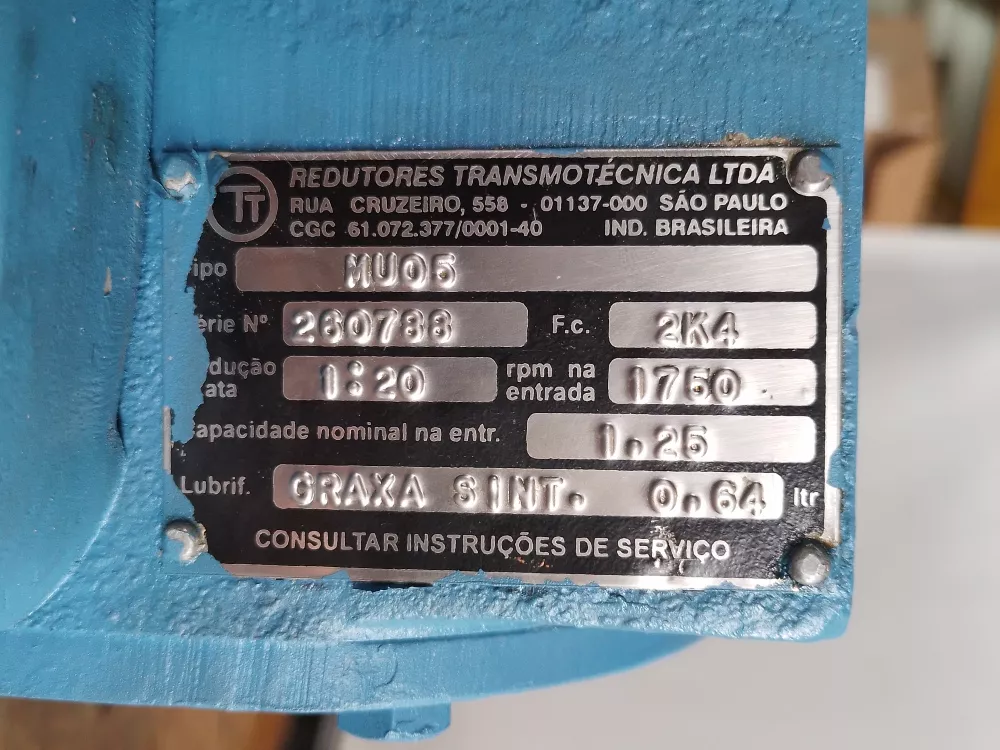 TT
REDUTORES TRANSMOTÉCNICA LTDA
RUA CRUZEIRO, 558 - 01137-000 SÃO PAULO
CGC 61.072.377/0001-40 IND. BRASILEIRA
ipo MU05
érie Nº 260788 F.c. 2K4
dução ata 1:20 rpm na entrada 1750
apacidade nominal na entr. 1.25
Lubrif. GRAXA SINT. 0.64 ltr
CONSULTAR INSTRUÇÕES DE SERVIÇO